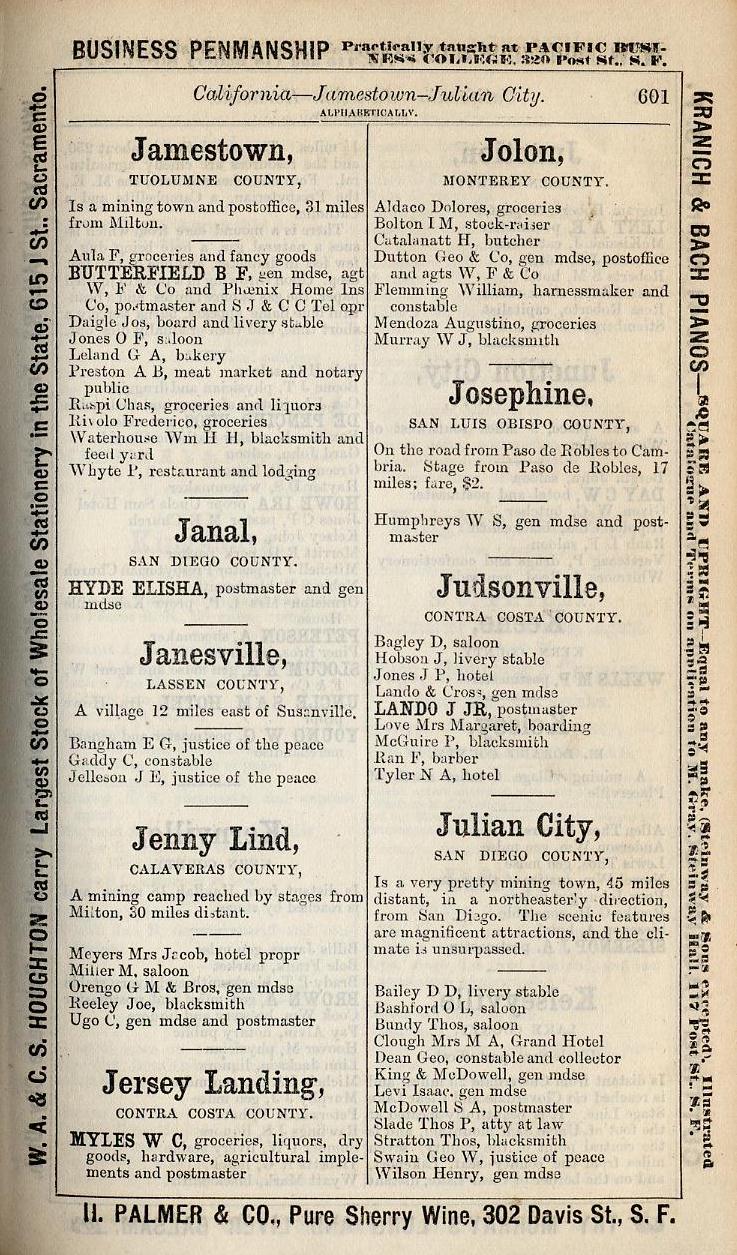 BUSINESS PENMANSHIP Practically taught at PACIFIC BUSI-
NESS COLLEGE, 320 Post St., S. F.
W. A. & C. S. HOUGHTON carry Largest Stock of Wholesale Stationery in the State, 615 J St., Sacramento.
California—Jamestown–Julian City. 601
ALPHABETICALLY.
Jamestown,
TUOLUMNE COUNTY,
Is a mining town and postoffice, 31 miles
from Milton.
Aula F, groceries and fancy goods
BUTTERFIELD B F, gen mdse, agt
W, F & Co and Phœnix Home Ins
Co, postmaster and S J & C C Tel opr
Daigle Jos, board and livery stable
Jones O F, saloon
Leland G A, bakery
Preston A B, meat market and notary
public
Raspi Chas, groceries and liquors
Rivolo Frederico, groceries
Waterhouse Wm H H, blacksmith and
feed yard
Whyte P, restaurant and lodging
Janal,
SAN DIEGO COUNTY.
HYDE ELISHA, postmaster and gen
mdse
Janesville,
LASSEN COUNTY,
A village 12 miles east of Susanville.
Bangham E G, justice of the peace
Gaddy C, constable
Jelleson J E, justice of the peace
Jenny Lind,
CALAVERAS COUNTY,
A mining camp reached by stages from
Milton, 30 miles distant.
Meyers Mrs Jacob, hotel propr
Miller M, saloon
Orengo G M & Bros, gen mdse
Reeley Joe, blacksmith
Ugo C, gen mdse and postmaster
Jersey Landing,
CONTRA COSTA COUNTY.
MYLES W C, groceries, liquors, dry
goods, hardware, agricultural imple-
ments and postmaster
Jolon,
MONTEREY COUNTY.
Aldaco Dolores, groceries
Bolton I M, stock-raiser
Catalanatt H, butcher
Dutton Geo & Co, gen mdse, postoffice
and agts W, F & Co
Flemming William, harnessmaker and
constable
Mendoza Augustino, groceries
Murray W J, blacksmith
Josephine,
SAN LUIS OBISPO COUNTY,
On the road from Paso de Robles to Cam-
bria. Stage from Paso de Robles, 17
miles; fare, $2.
Humphreys W S, gen mdse and post-
master
Judsonville,
CONTRA COSTA COUNTY.
Bagley D, saloon
Hobson J, livery stable
Jones J P, hotel
Lando & Cross, gen mdse
LANDO J JR, postmaster
Love Mrs Margaret, boarding
McGuire P, blacksmith
Ran F, barber
Tyler N A, hotel
Julian City,
SAN DIEGO COUNTY,
Is a very pretty mining town, 45 miles
distant, in a northeasterly direction,
from San Diego. The scenic features
are magnificent attractions, and the cli-
mate is unsurpassed.
Bailey D D, livery stable
Bashford O L, saloon
Bundy Thos, saloon
Clough Mrs M A, Grand Hotel
Dean Geo, constable and collector
King & McDowell, gen mdse
Levi Isaac, gen mdse
McDowell S A, postmaster
Slade Thos P, atty at law
Stratton Thos, blacksmith
Swain Geo W, justice of peace
Wilson Henry, gen mdse
KRANICH & BACH PIANOS—SQUARE AND UPRIGHT—Equal to any make, (Steinway & Sons excepted). Illustrated
Catalogue and Terms on application to M. Gray, Steinway Hall, 117 Post St., S. F.
H. PALMER & CO., Pure Sherry Wine, 302 Davis St., S. F.